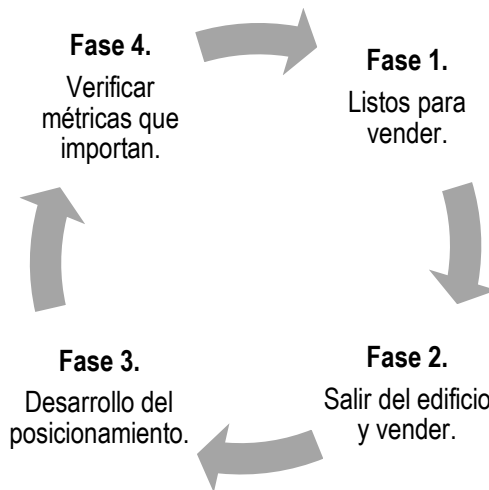 Fase 1.
Listos para
vender.
Fase 2.
Salir del edificio
y vender.
Fase 3.
Desarrollo del
posicionamiento.
Fase 4.
Verificar
métricas que
importan.